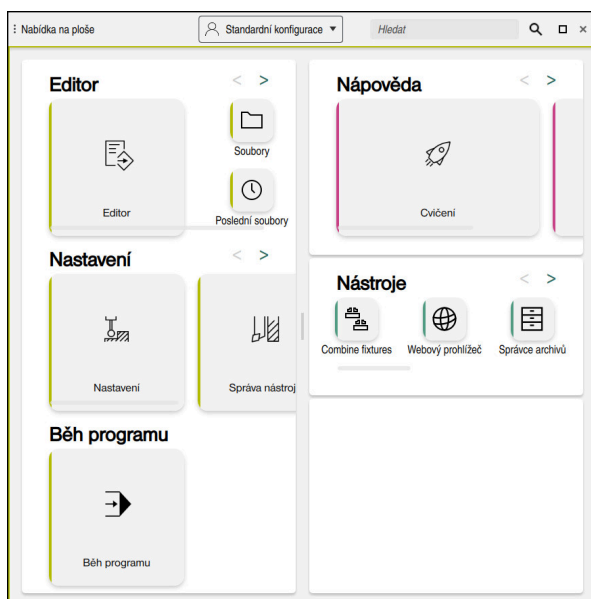 Nabídka na ploše
Standardní konfigurace
Hledat
Editor
Editor
Soubory
Poslední soubory
Nastavení
Nastavení
Správa nástroj
Běh programu
Běh programu
Nápověda
Cvičení
Nástroje
Combine fixtures
Webový prohlížeč
Správce archivů